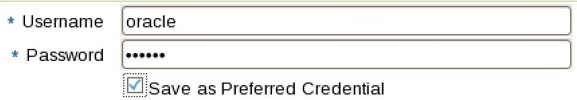 * Username oracle
* Password ••••••
Save as Preferred Credential